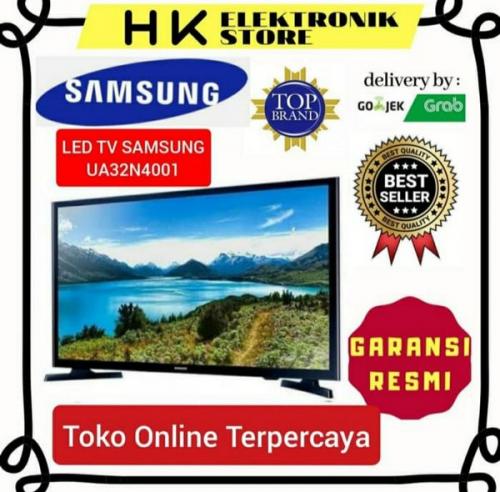 HK ELEKTRONIK
STORE
SAMSUNG
TOP
BRAND
delivery by :
GOJEK Grab
LED TV SAMSUNG
UA32N4001
BEST QUALITY
BEST
SELLER
BEST QUALITY
SAMSUNG
GARANSI
RESMI
Toko Online Terpercaya